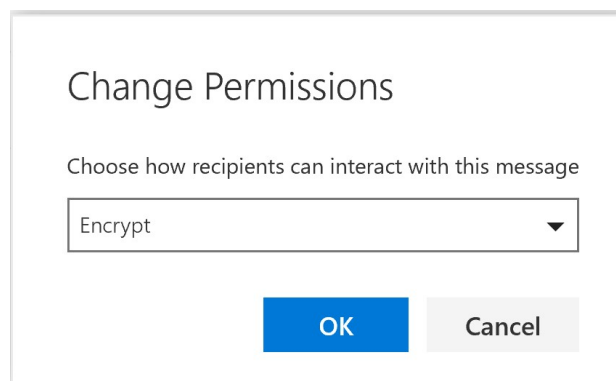 Change Permissions
Choose how recipients can interact with this message
Encrypt
OK
Cancel